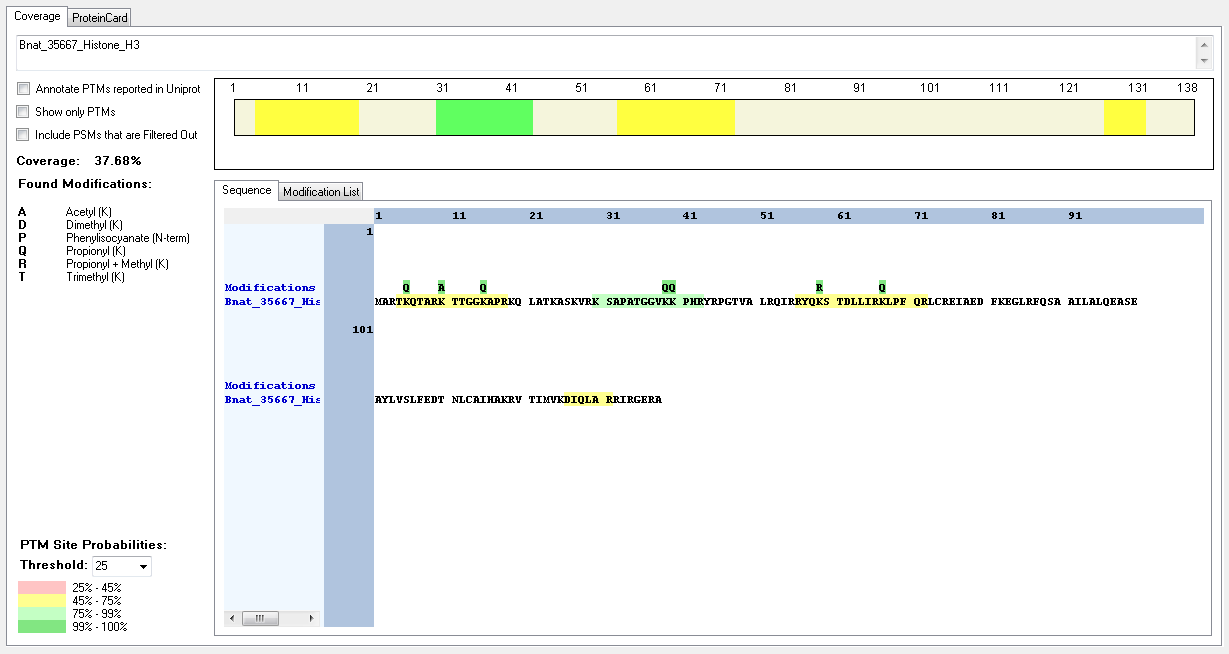 Coverage ProteinCard
Bnat_35667_Histone_H3
Annotate PTMs reported in Uniprot
Show only PTMs
Include PSMs that are Filtered Out
Coverage: 37.68%
Found Modifications:
A Acetyl (K)
D Dimethyl (K)
P Phenylisocyanate (N-term)
Q Propionyl (K)
R Propionyl + Methyl (K)
T Trimethyl (K)
1 11 21 31 41 51 61 71 81 91 101 111 121 131 138
Sequence Modification List
1 11 21 31 41 51 61 71 81 91
1
Modifications Q A Q QQ R Q
Bnat_35667_His MARTKQTARK TTGGKAPRKQ LATKASKVRK SAPATGGVKK PHRYRPGTVA LRQIRRYQKS TDLLIRKLPF QRLCREIAED FKEGLRFQSA AILALQEASE
101
Modifications
Bnat_35667_His AYLVSLFEDT NLCAIHAKRV TIMVKDIQLA RRIRGERA
PTM Site Probabilities:
Threshold: 25
25% - 45%
45% - 75%
75% - 99%
99% - 100%